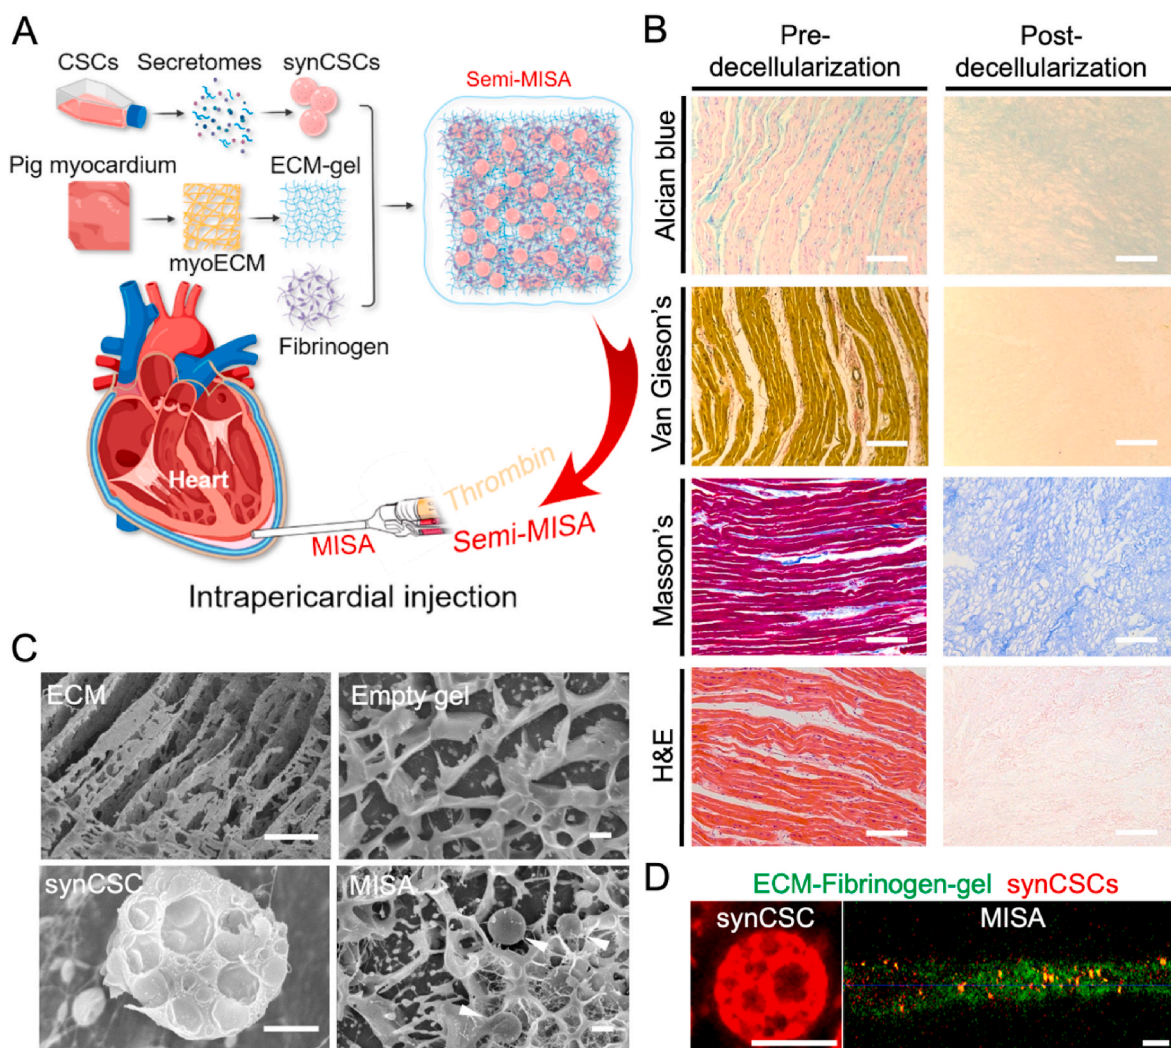 A
CSCs
Secretomes
synCSCs
Semi-MISA
Pig myocardium
ECM-gel
myoECM
Fibrinogen
Heart
Thrombin
MISA
Semi-MISA
Intrapericardial injection
B
Pre-
decellularization
Post-
decellularization
Alcian blue
Van Gieson's
Masson's
H&E
C
ECM
Empty gel
synCSC
MISA
D
ECM-Fibrinogen-gel synCSCs
synCSC
MISA